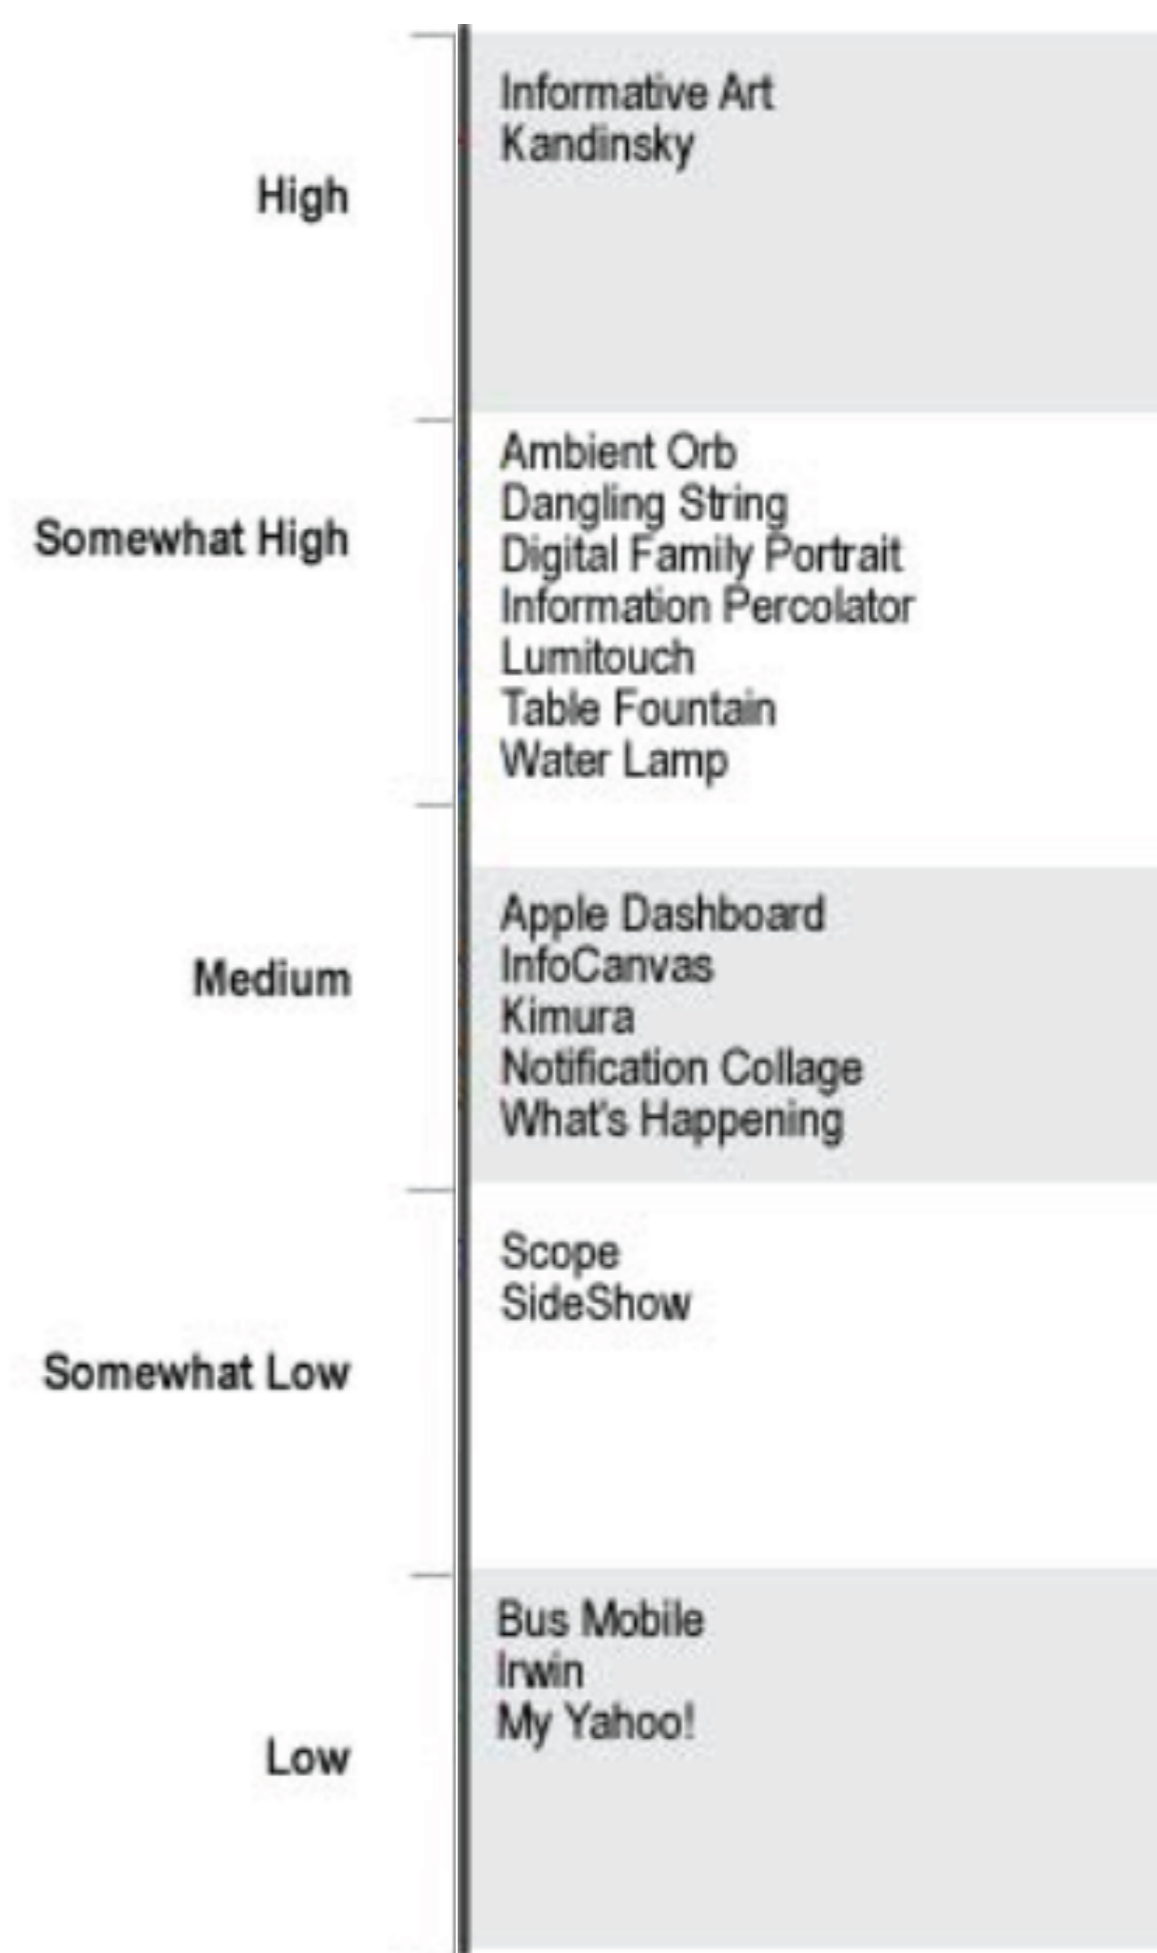 High
Informative Art
Kandinsky
Somewhat High
Ambient Orb
Dangling String
Digital Family Portrait
Information Percolator
Lumitouch
Table Fountain
Water Lamp
Medium
Apple Dashboard
InfoCanvas
Kimura
Notification Collage
What's Happening
Somewhat Low
Scope
SideShow
Low
Bus Mobile
Irwin
My Yahoo!